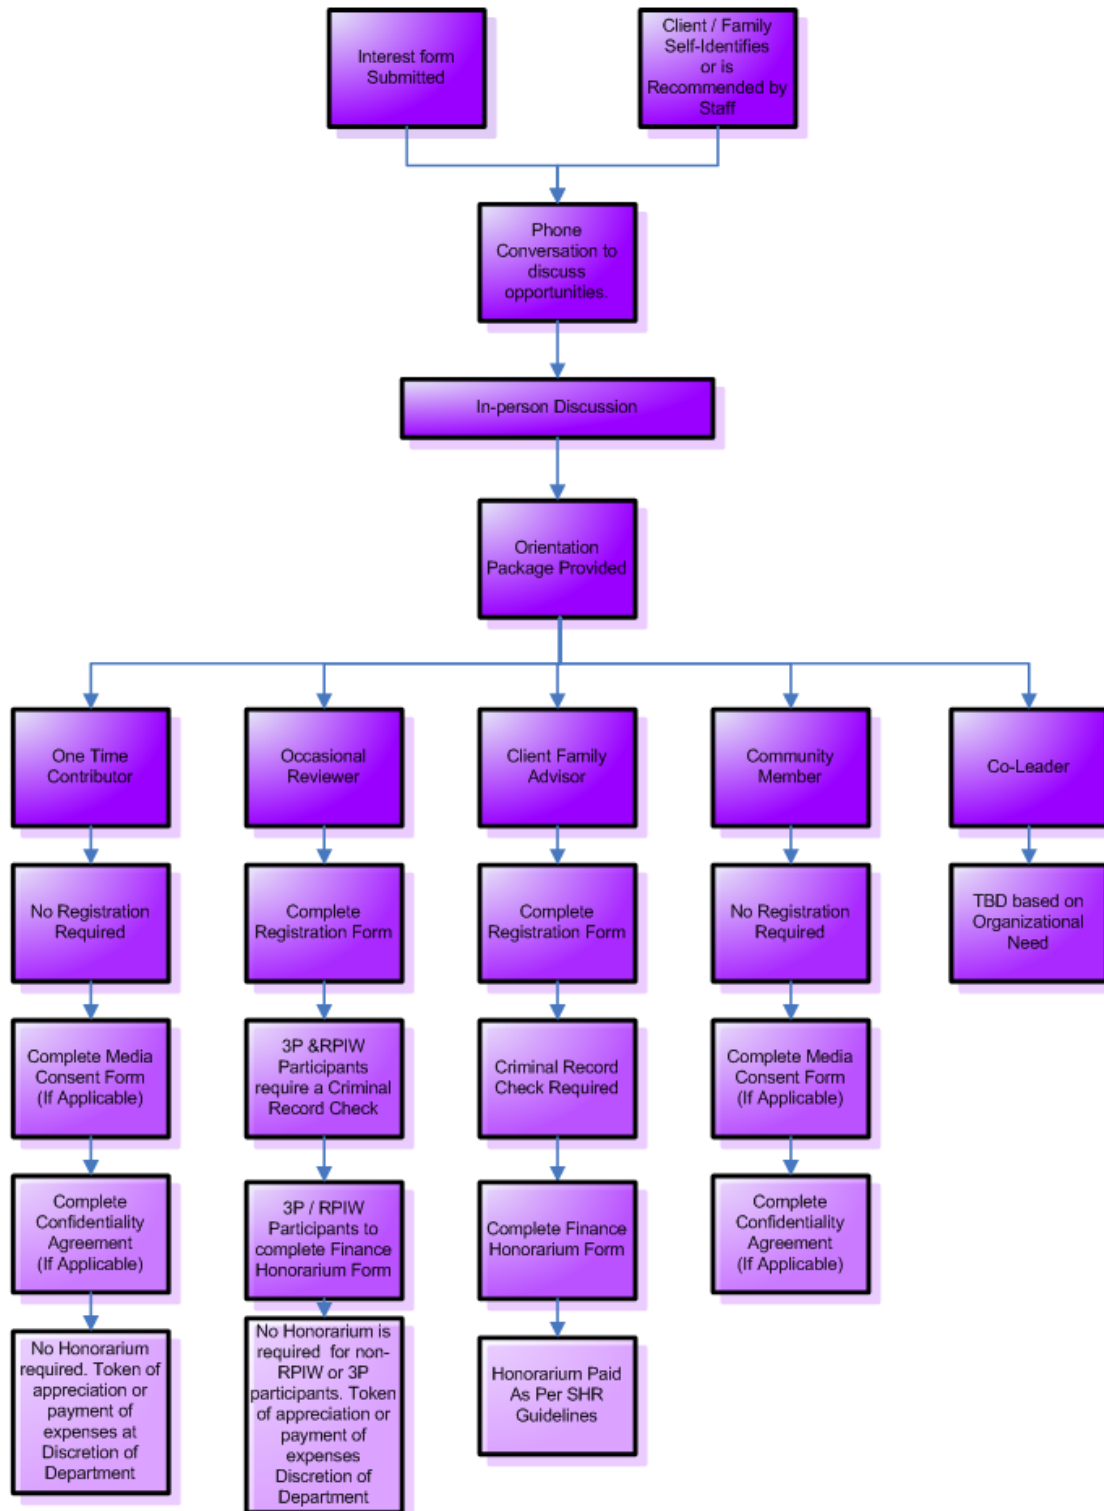 Interest form
Submitted
Client / Family
Self-Identifies
or is
Recommended by
Staff
Phone
Conversation to
discuss
opportunities.
In-person Discussion
Orientation
Package Provided
One Time
Contributor
Occasional
Reviewer
Client Family
Advisor
Community
Member
Co-Leader
No Registration
Required
Complete
Registration Form
Complete
Registration Form
No Registration
Required
TBD based on
Organizational
Need
Complete Media
Consent Form
(If Applicable)
3P &RPIW
Participants
require a Criminal
Record Check
Criminal Record
Check Required
Complete Media
Consent Form
(If Applicable)
Complete
Confidentiality
Agreement
(If Applicable)
3P / RPIW
Participants to
complete Finance
Honorarium Form
Complete Finance
Honorarium Form
Complete
Confidentiality
Agreement
(If Applicable)
No Honorarium
required. Token of
appreciation or
payment of
expenses at
Discretion of
Department
No Honorarium is
required for non-
RPIW or 3P
participants. Token
of appreciation or
payment of
expenses
Discretion of
Department
Honorarium Paid
As Per SHR
Guidelines